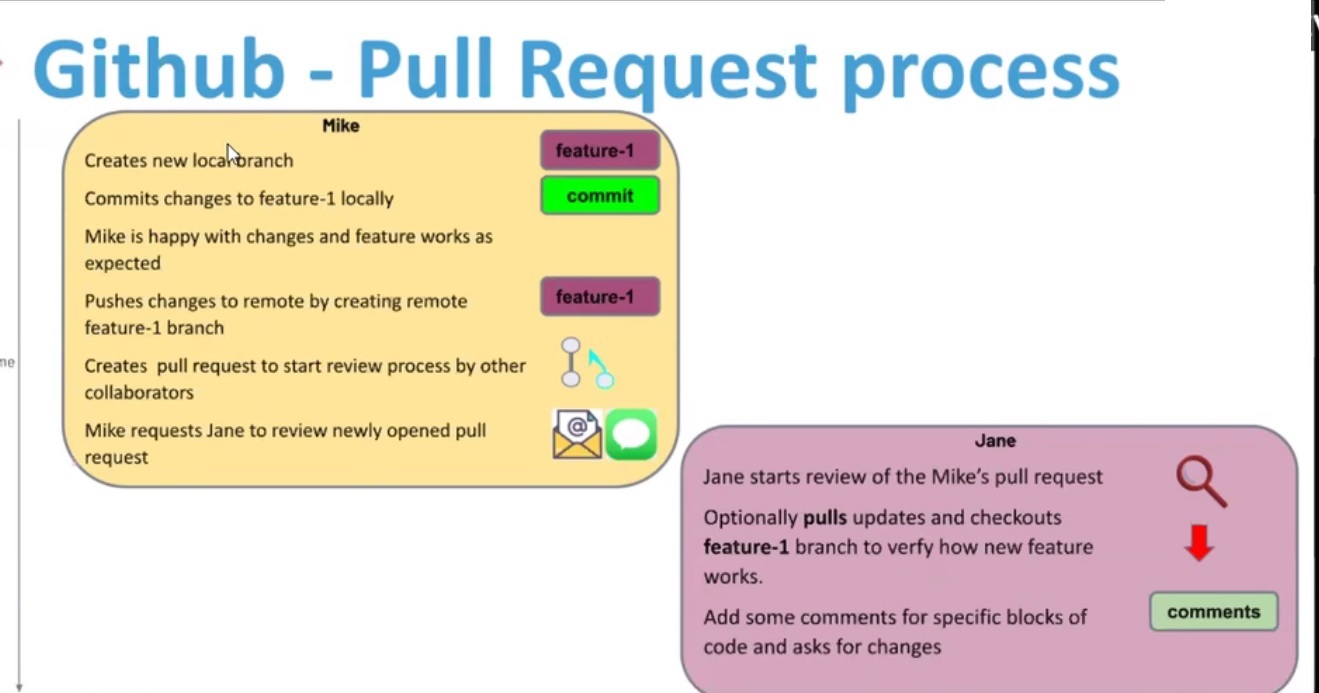 Github - Pull Request process
Mike
Creates new local branch
feature-1
Commits changes to feature-1 locally
commit
Mike is happy with changes and feature works as
expected
Pushes changes to remote by creating remote
feature-1 branch
feature-1
Creates  pull request to start review process by other
collaborators
Mike requests Jane to review newly opened pull
request
@
Jane
Jane starts review of the Mike's pull request
Optionally pulls updates and checkouts
feature-1 branch to verfy how new feature
works.
Add some comments for specific blocks of
code and asks for changes
comments